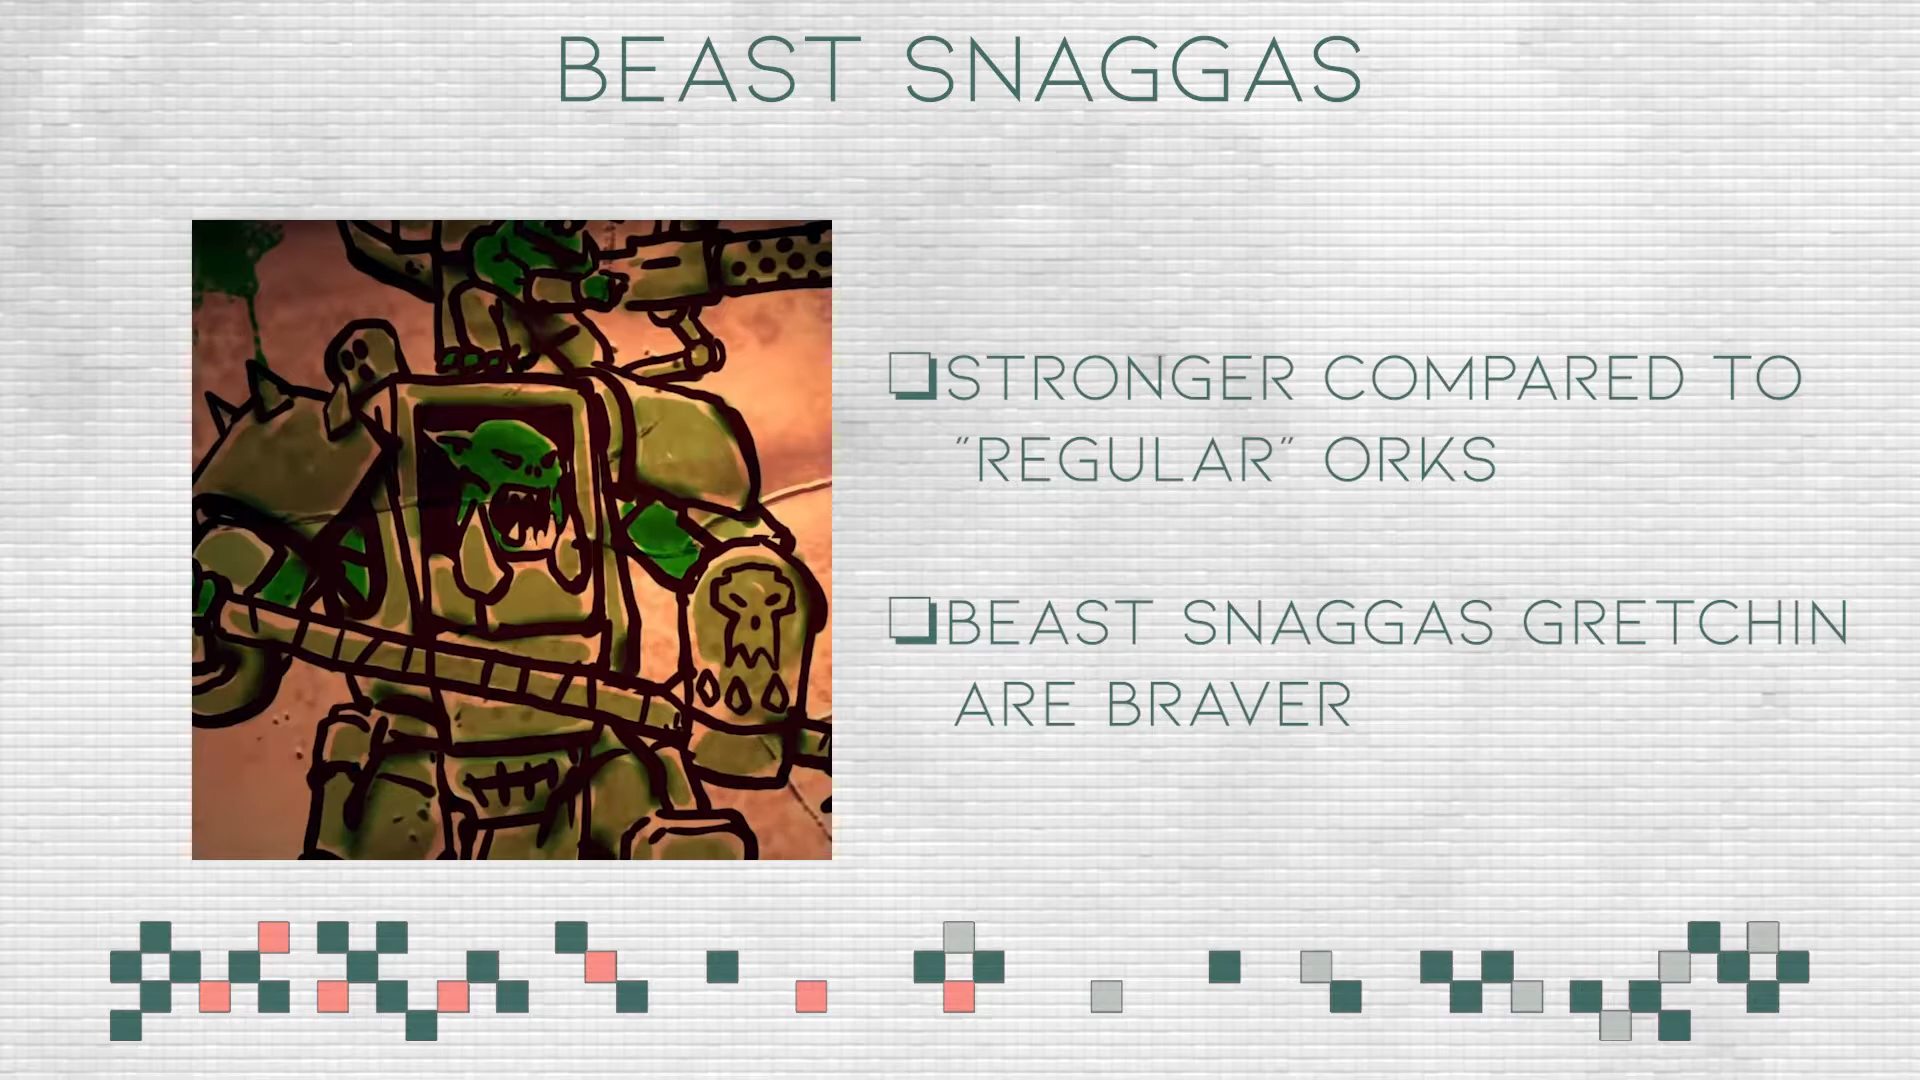 BEAST SNAGGAS
STRONGER COMPARED TO
"REGULAR" ORKS
BEAST SNAGGAS GRETCHIN
ARE BRAVER